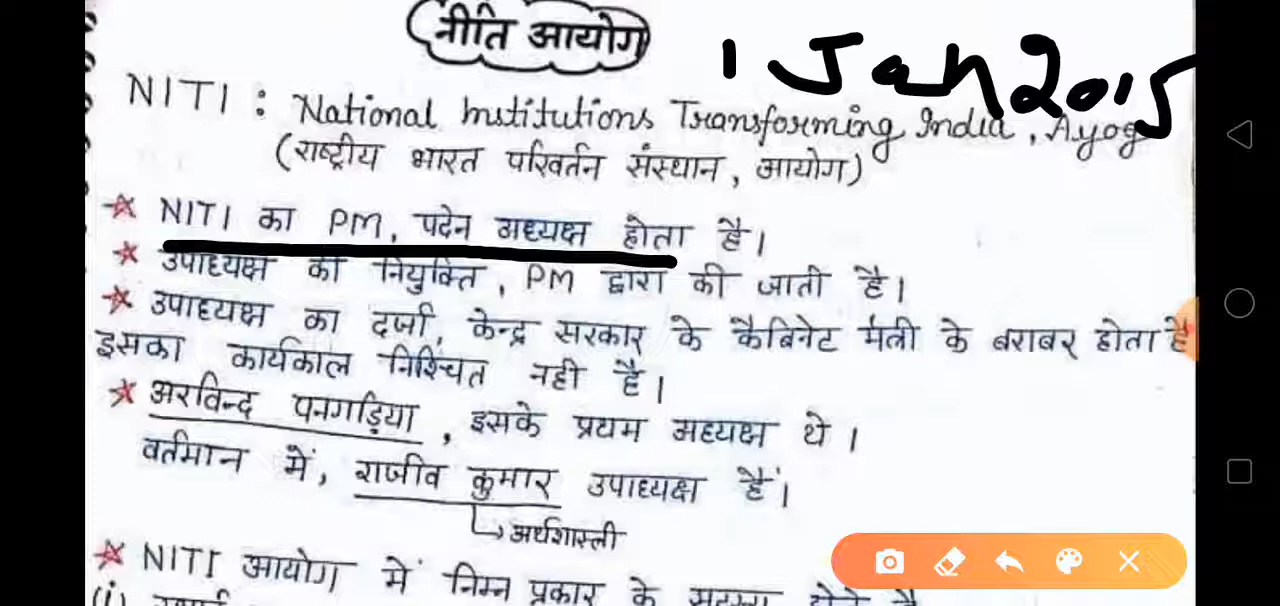 नीति आयोग
1 Jan 2015
NITI : National Institutions Transforming India, Ayog
(राष्ट्रीय भारत परिवर्तन संस्थान, आयोग)
NITI का PM, पदेन अध्यक्ष होता है।
उपाध्यक्ष की नियुक्ति, PM द्वारा की जाती है।
उपाध्यक्ष का दर्जा, केन्द्र सरकार के कैबिनेट मंत्री के बराबर होता है
इसका कार्यकाल निश्चित नही है।
अरविन्द पनगड़िया, इसके प्रथम अध्यक्ष थे।
वर्तमान में, राजीव कुमार उपाध्यक्ष हैं।
अर्थशास्त्री
NITI आयोग में निम्न प्रकार के
(i)